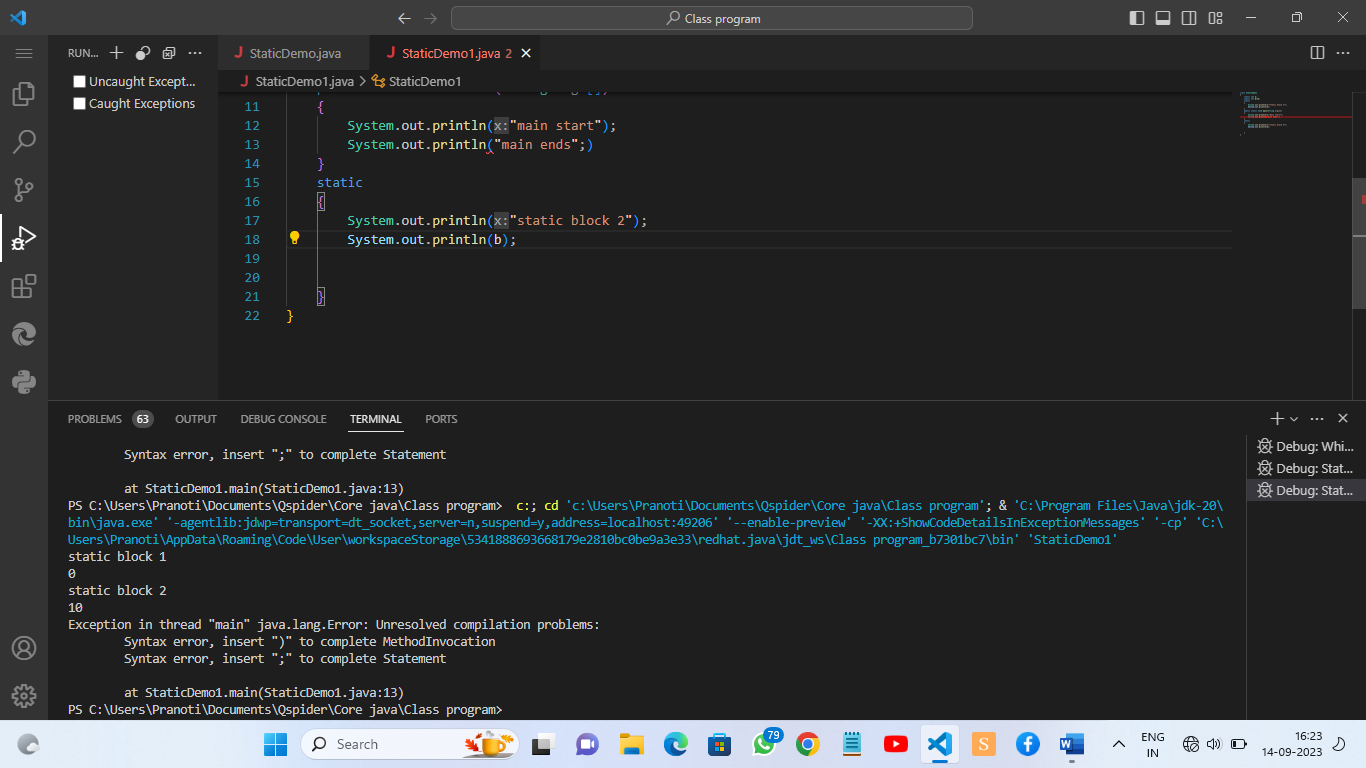 Class program
RUN...
Uncaught Except...
Caught Exceptions
StaticDemo.java
StaticDemo1.java 2
StaticDemo1.java > StaticDemo1
11 {
12 System.out.println(x:"main start");
13 System.out.println("main ends";)
14 }
15 static
16 {
17 System.out.println(x:"static block 2");
18 System.out.println(b);
19
20
21 }
22 }
PROBLEMS 63 OUTPUT DEBUG CONSOLE TERMINAL PORTS
Syntax error, insert ";" to complete Statement
at StaticDemo1.main(StaticDemo1.java:13)
PS C:\Users\Pranoti\Documents\Qspider\Core java\Class program> c:; cd 'c:\Users\Pranoti\Documents\Qspider\Core java\Class program'; & 'C:\Program Files\Java\jdk-20\
bin\java.exe' '-agentlib:jdwp=transport=dt_socket,server=n,suspend=y,address=localhost:49206' '--enable-preview' '-XX:+ShowCodeDetailsInExceptionMessages' '-cp' 'C:\
Users\Pranoti\AppData\Roaming\Code\User\workspaceStorage\5341888693668179e2810bc0be9a3e33\redhat.java\jdt_ws\Class program_b7301bc7\bin' 'StaticDemo1'
static block 1
0
static block 2
10
Exception in thread "main" java.lang.Error: Unresolved compilation problems:
Syntax error, insert ")" to complete MethodInvocation
Syntax error, insert ";" to complete Statement
at StaticDemo1.main(StaticDemo1.java:13)
PS C:\Users\Pranoti\Documents\Qspider\Core java\Class program>
Debug: Whi...
Debug: Stat...
Debug: Stat...
Search
79
S
ENG
IN
16:23
14-09-2023